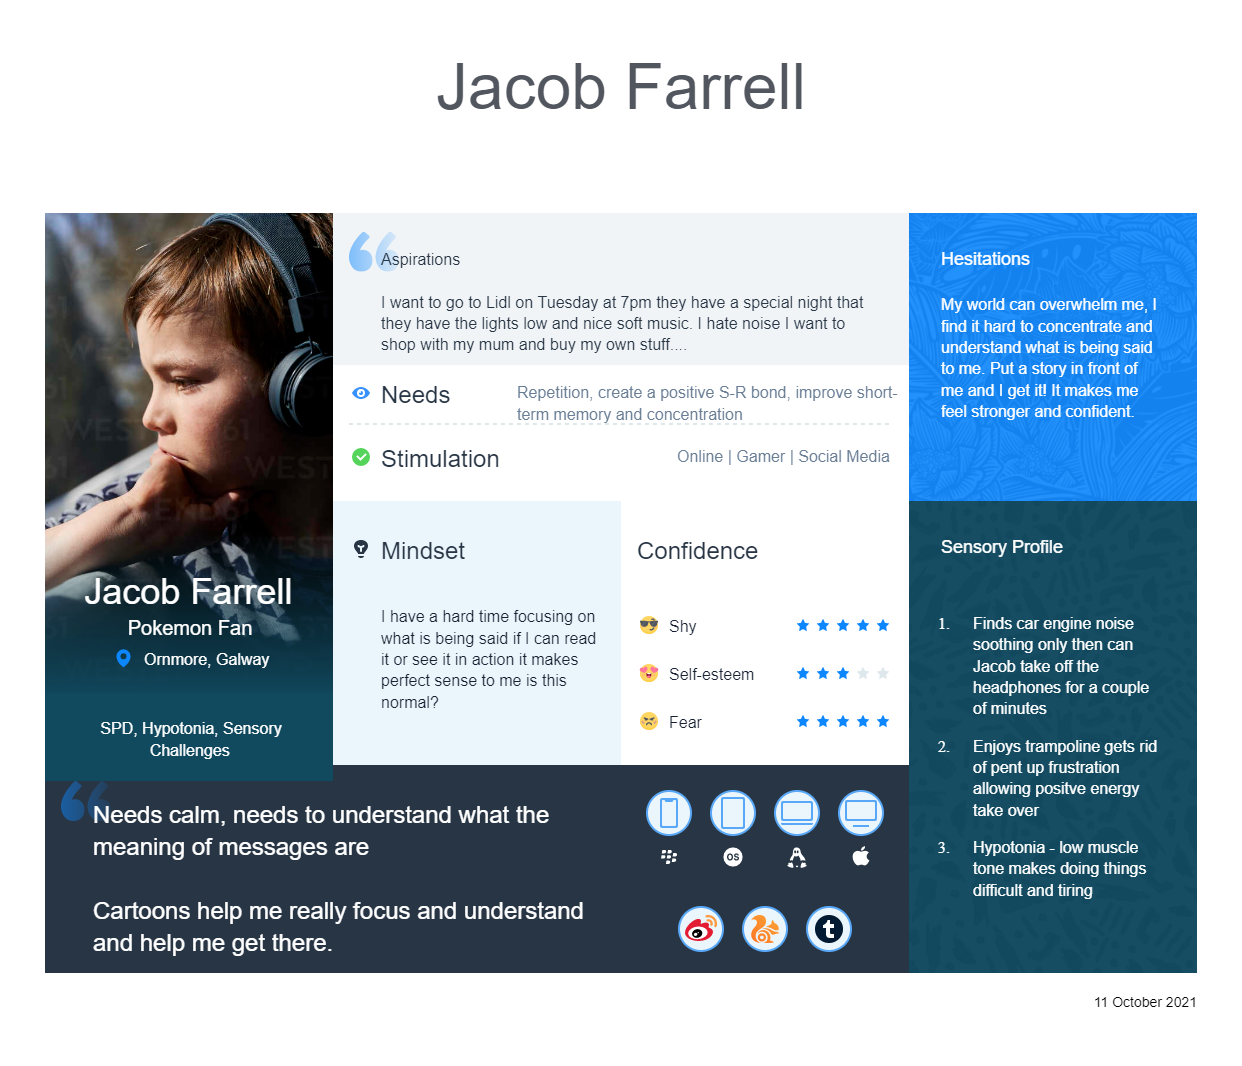 Jacob Farrell
Aspirations
I want to go to Lidl on Tuesday at 7pm they have a special night that
they have the lights low and nice soft music. I hate noise I want to
shop with my mum and buy my own stuff....
Needs
Repetition, create a positive S-R bond, improve short-
term memory and concentration
Stimulation
Online | Gamer | Social Media
Hesitations
My world can overwhelm me, I
find it hard to concentrate and
understand what is being said
to me. Put a story in front of
me and I get it! It makes me
feel stronger and confident.
Jacob Farrell
Pokemon Fan
Ornmore, Galway
SPD, Hypotonia, Sensory
Challenges
Mindset
I have a hard time focusing on
what is being said if I can read
it or see it in action it makes
perfect sense to me is this
normal?
Confidence
Shy
Self-esteem
Fear
Sensory Profile
1. Finds car engine noise
soothing only then can
Jacob take off the
headphones for a couple
of minutes
2. Enjoys trampoline gets rid
of pent up frustration
allowing positve energy
take over
3. Hypotonia - low muscle
tone makes doing things
difficult and tiring
Needs calm, needs to understand what the
meaning of messages are
Cartoons help me really focus and understand
and help me get there.
OS
t
11 October 2021